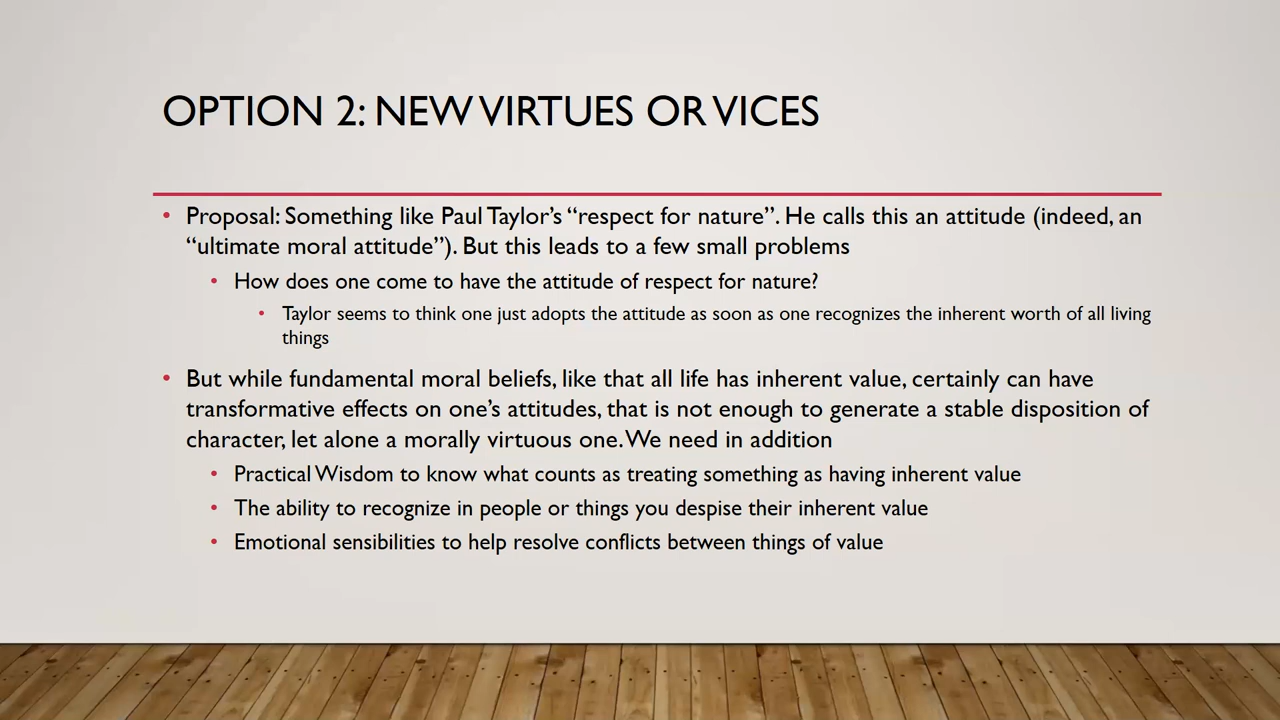 OPTION 2: NEW VIRTUES OR VICES
• Proposal: Something like Paul Taylor's “respect for nature”. He calls this an attitude (indeed, an
“ultimate moral attitude”). But this leads to a few small problems
• How does one come to have the attitude of respect for nature?
• Taylor seems to think one just adopts the attitude as soon as one recognizes the inherent worth of all living
things
• But while fundamental moral beliefs, like that all life has inherent value, certainly can have
transformative effects on one's attitudes, that is not enough to generate a stable disposition of
character, let alone a morally virtuous one. We need in addition
• Practical Wisdom to know what counts as treating something as having inherent value
• The ability to recognize in people or things you despise their inherent value
• Emotional sensibilities to help resolve conflicts between things of value